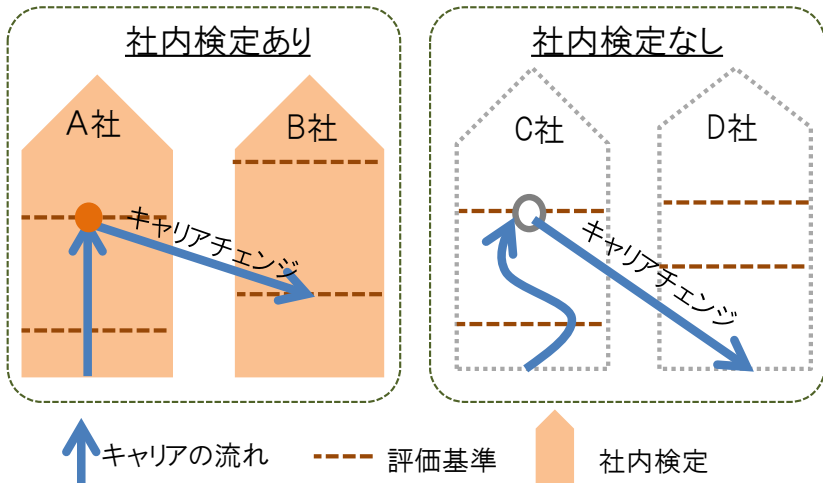 社内検定あり
A社
B社
キャリアチェンジ
社内検定なし
C社
D社
キャリアチェンジ
キャリアの流れ
評価基準
社内検定